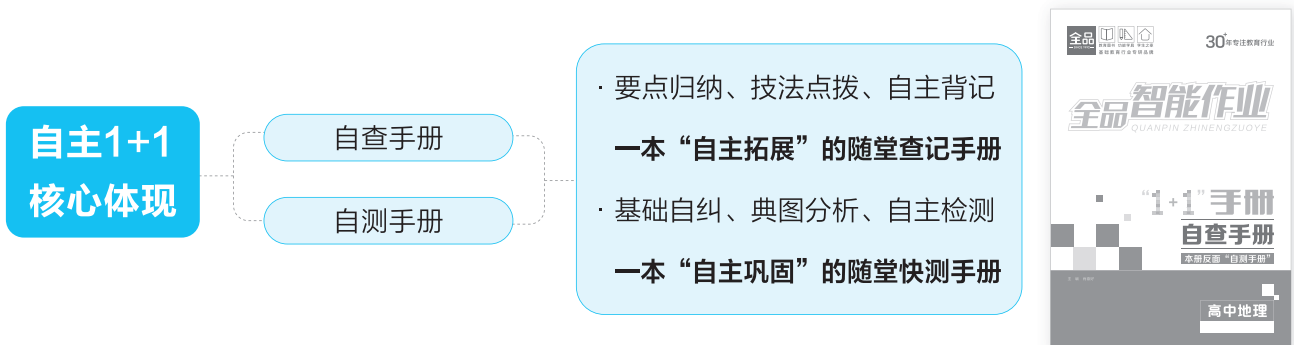 自主1+1
核心体现
自查手册
自测手册
· 要点归纳、技法点拨、自主背记
一本“自主拓展”的随堂查记手册
· 基础自纠、典图分析、自主检测
一本“自主巩固”的随堂快测手册
全品
30+年专注教育行业
全品智能作业
QUANPIN ZHINENGZUOYE
“1+1”手册
自查手册
本册反面“自测手册”
高中地理